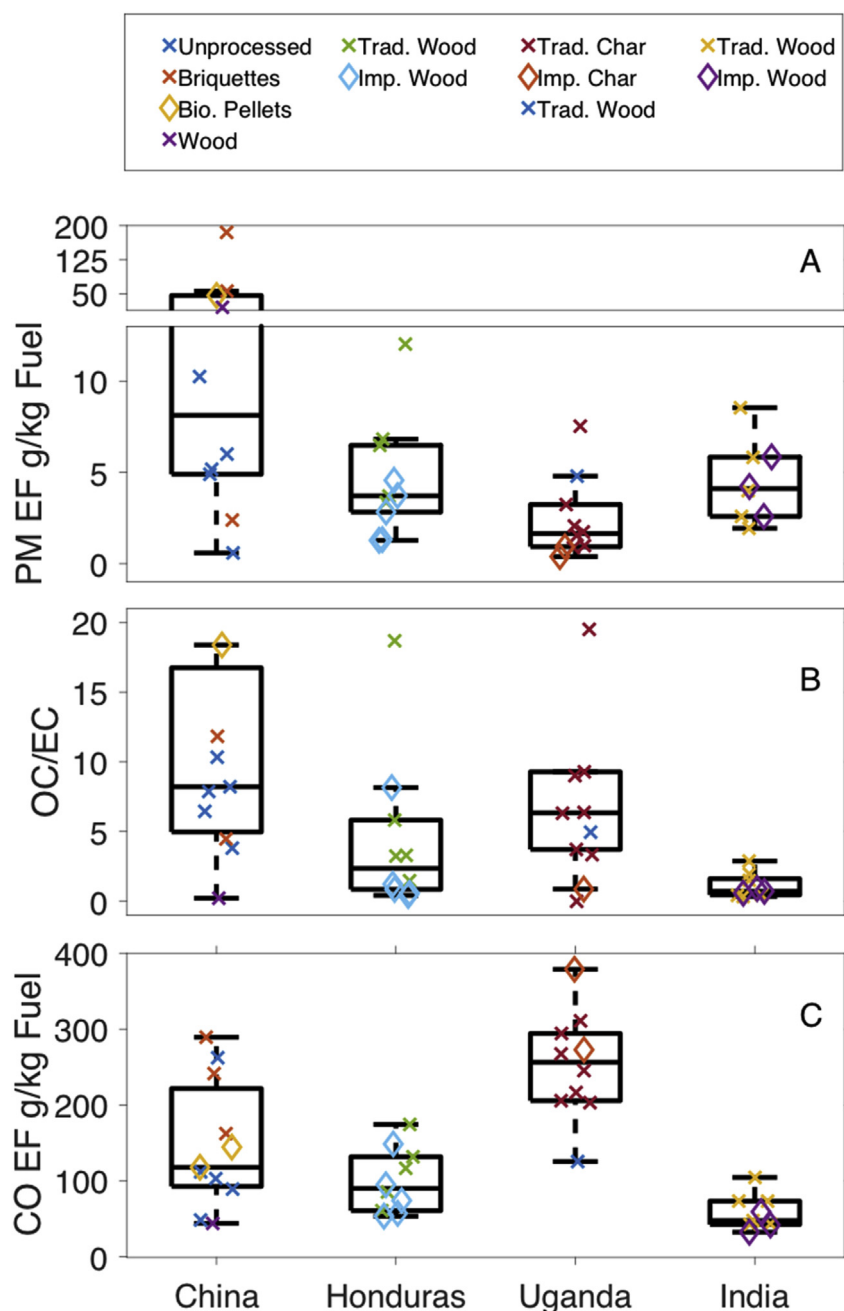 Unprocessed Trad. Wood Trad. Char Trad. Wood
Briquettes Imp. Wood Imp. Char Imp. Wood
Bio. Pellets Trad. Wood
Wood
200
125
50
A
10
5
0
PM EF g/kg Fuel
20
15
10
5
0
B
OC/EC
400
300
200
100
0
C
CO EF g/kg Fuel
China Honduras Uganda India